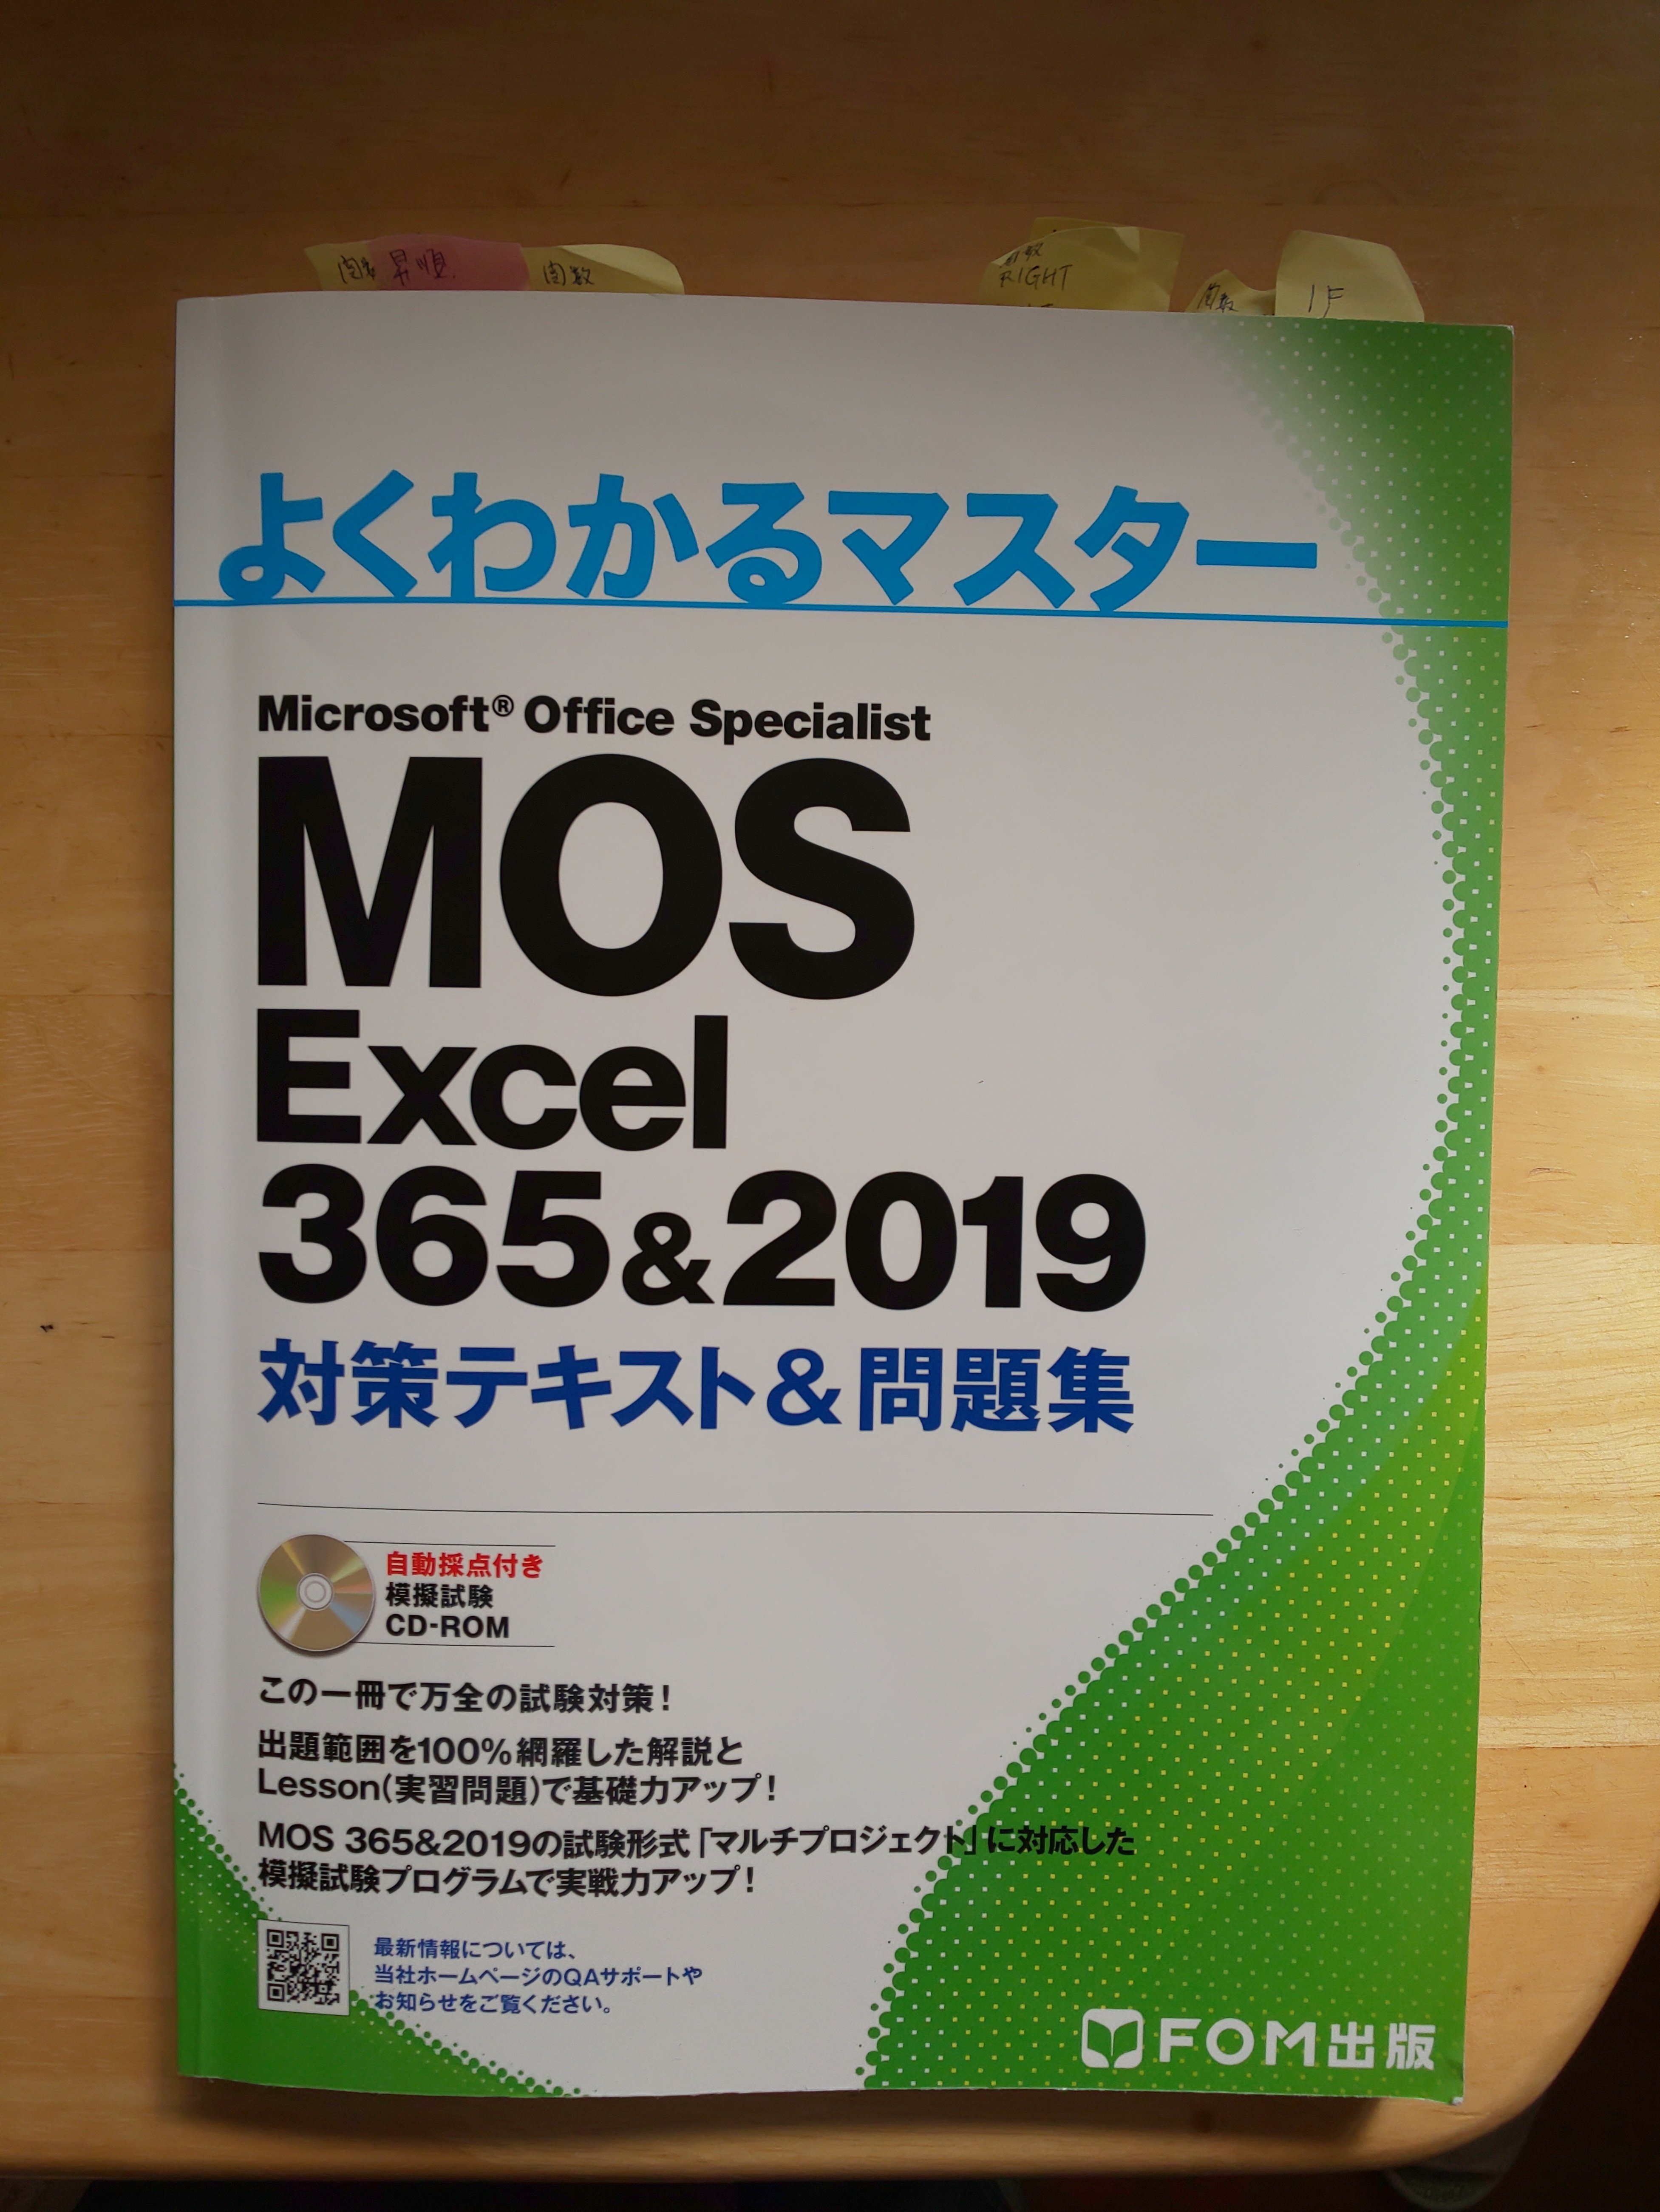 昇順
関数
関数
RIGHT
関数
IF
よくわかるマスター
Microsoft® Office Specialist
MOS
Excel
365&2019
対策テキスト&問題集
自動採点付き
模擬試験
CD-ROM
この一冊で万全の試験対策!
出題範囲を100%網羅した解説と
Lesson(実習問題)で基礎力アップ!
MOS 365&2019の試験形式「マルチプロジェクト」に対応した
模擬試験プログラムで実戦力アップ!
最新情報については、
当社ホームページのQAサポートや
お知らせをご覧ください。
FOM出版